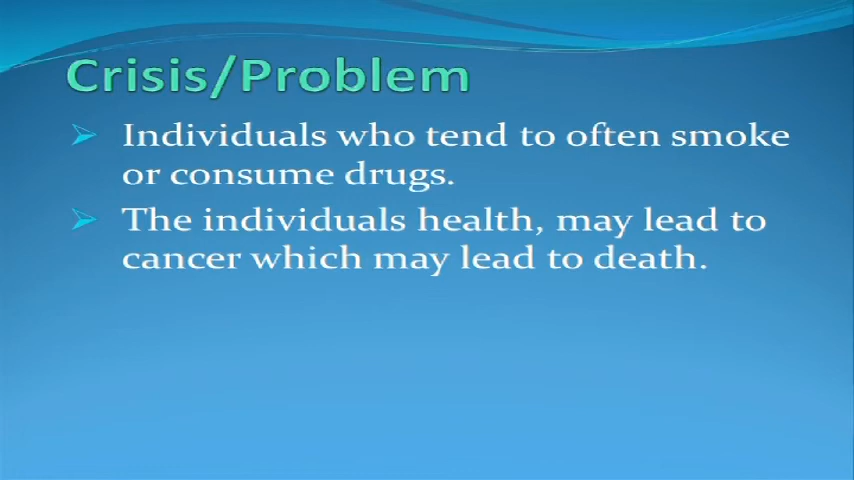 Crisis/Problem
Individuals who tend to often smoke
or consume drugs.
The individuals health, may lead to
cancer which may lead to death.